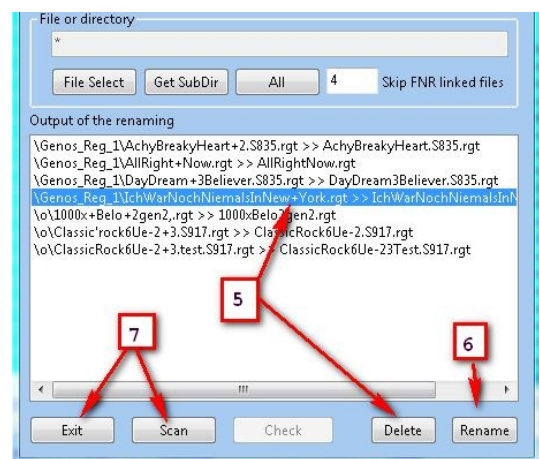 File or directory
*
File Select Get SubDir All 4 Skip FNR linked files
Output of the renaming
\Genos_Reg_1\AchyBreakyHeart+2.S835.rgt >> AchyBreakyHeart.S835.rgt
\Genos_Reg_1\AllRight+Now.rgt >> AllRightNow.rgt
\Genos_Reg_1\DayDream+3Believer.S835.rgt >> DayDream3Believer.S835.rgt
\Genos_Reg_1\IchWarNochNiemalsInNew+York.rgt >> IchWarNochNiemalsInN
\o\1000x+Belo+2gen2,.rgt >> 1000xBelo2gen2.rgt
\o\Classic'rock6Ue-2+3.S917.rgt >> ClassicRock6Ue-2.S917.rgt
\o\ClassicRock6Ue-2+3.test.S917.rgt >> ClassicRock6Ue-23Test.S917.rgt
5
7
6
Exit Scan Check Delete Rename